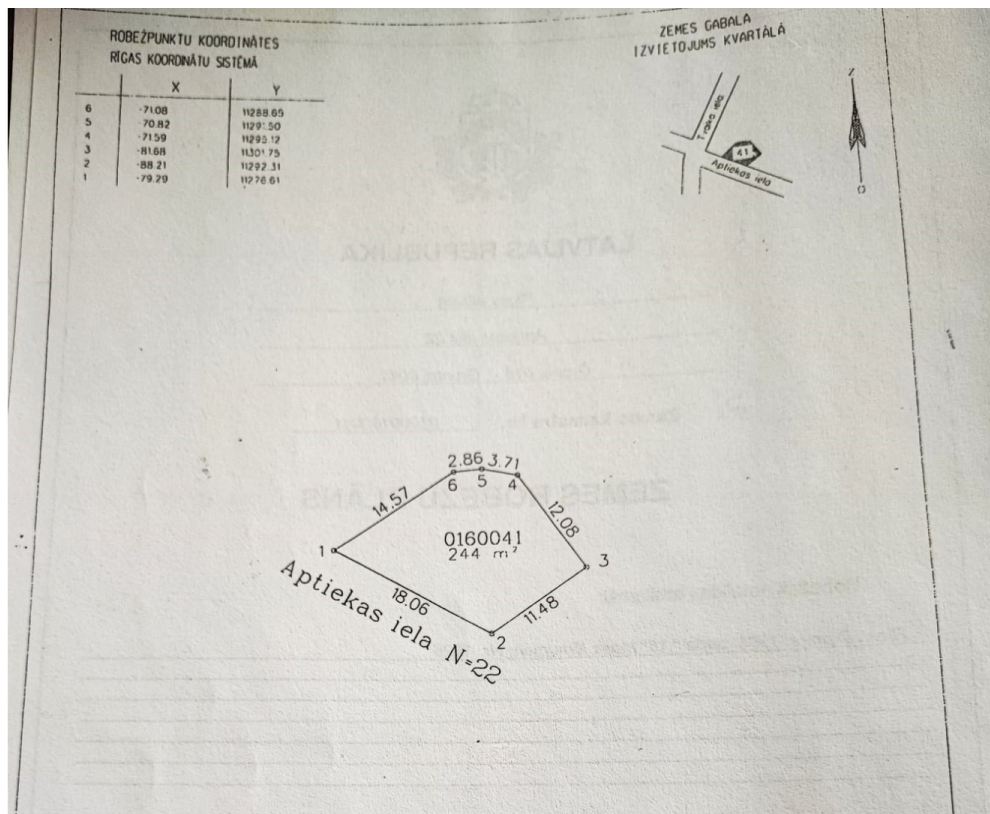 ROBEŽPUNKTU KOORDINĀTES
RĪGAS KOORDINĀTU SISTĒMĀ
X Y
6 -71.08 11288.65
5 -70.82 11291.50
4 -71.59 11295.12
3 -81.68 11301.75
2 -88.21 11292.31
1 -79.29 11276.61
ZEMES GABALA
IZVIETOJUMS KVARTĀLĀ
iela
41
Aptiekas iela
Z
D
2.86 3.71
6 5 4
14.57
12.08
0160041
244 m²
1
3
18.06
11.48
2
Aptiekas iela N=22